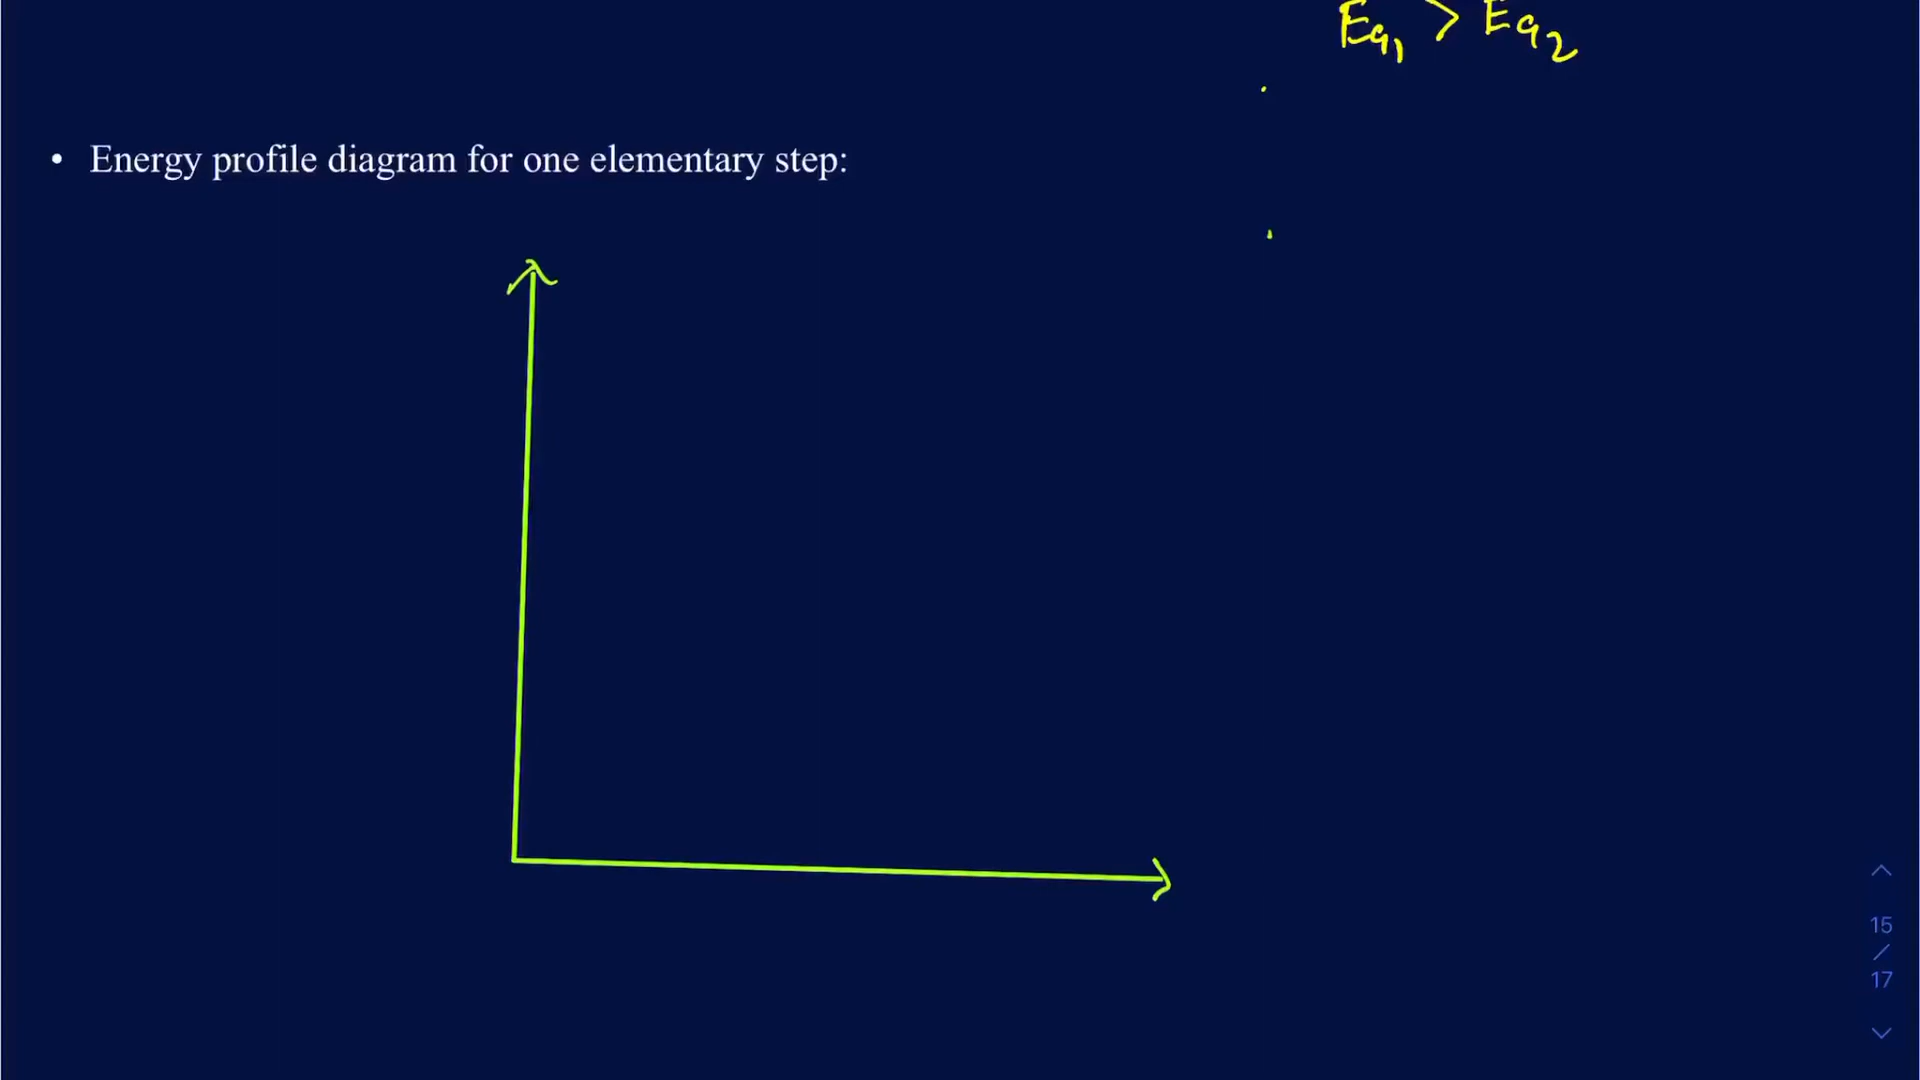 Ea₁ > Ea₂
• Energy profile diagram for one elementary step:
15
/
17